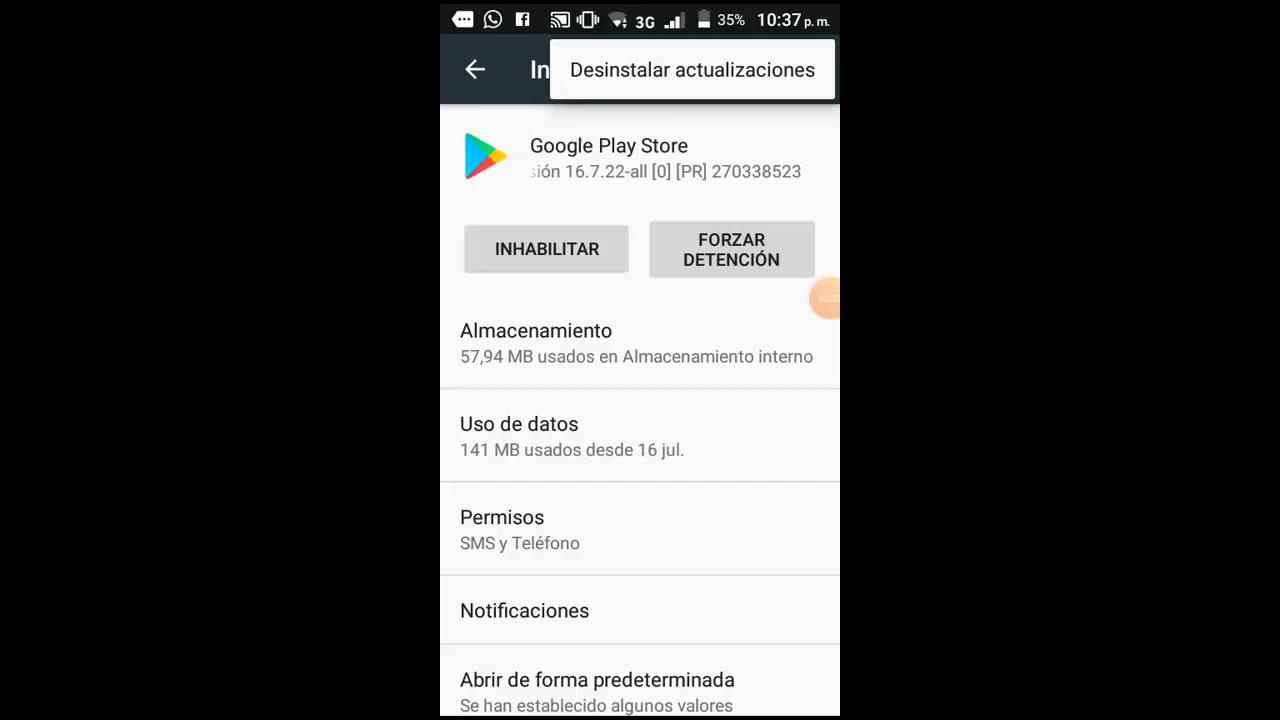 3G 35% 10:37 p. m.
In
Desinstalar actualizaciones
Google Play Store
sión 16.7.22-all [0] [PR] 270338523
INHABILITAR
FORZAR
DETENCIÓN
Almacenamiento
57,94 MB usados en Almacenamiento interno
Uso de datos
141 MB usados desde 16 jul.
Permisos
SMS y Teléfono
Notificaciones
Abrir de forma predeterminada
Se han establecido algunos valores